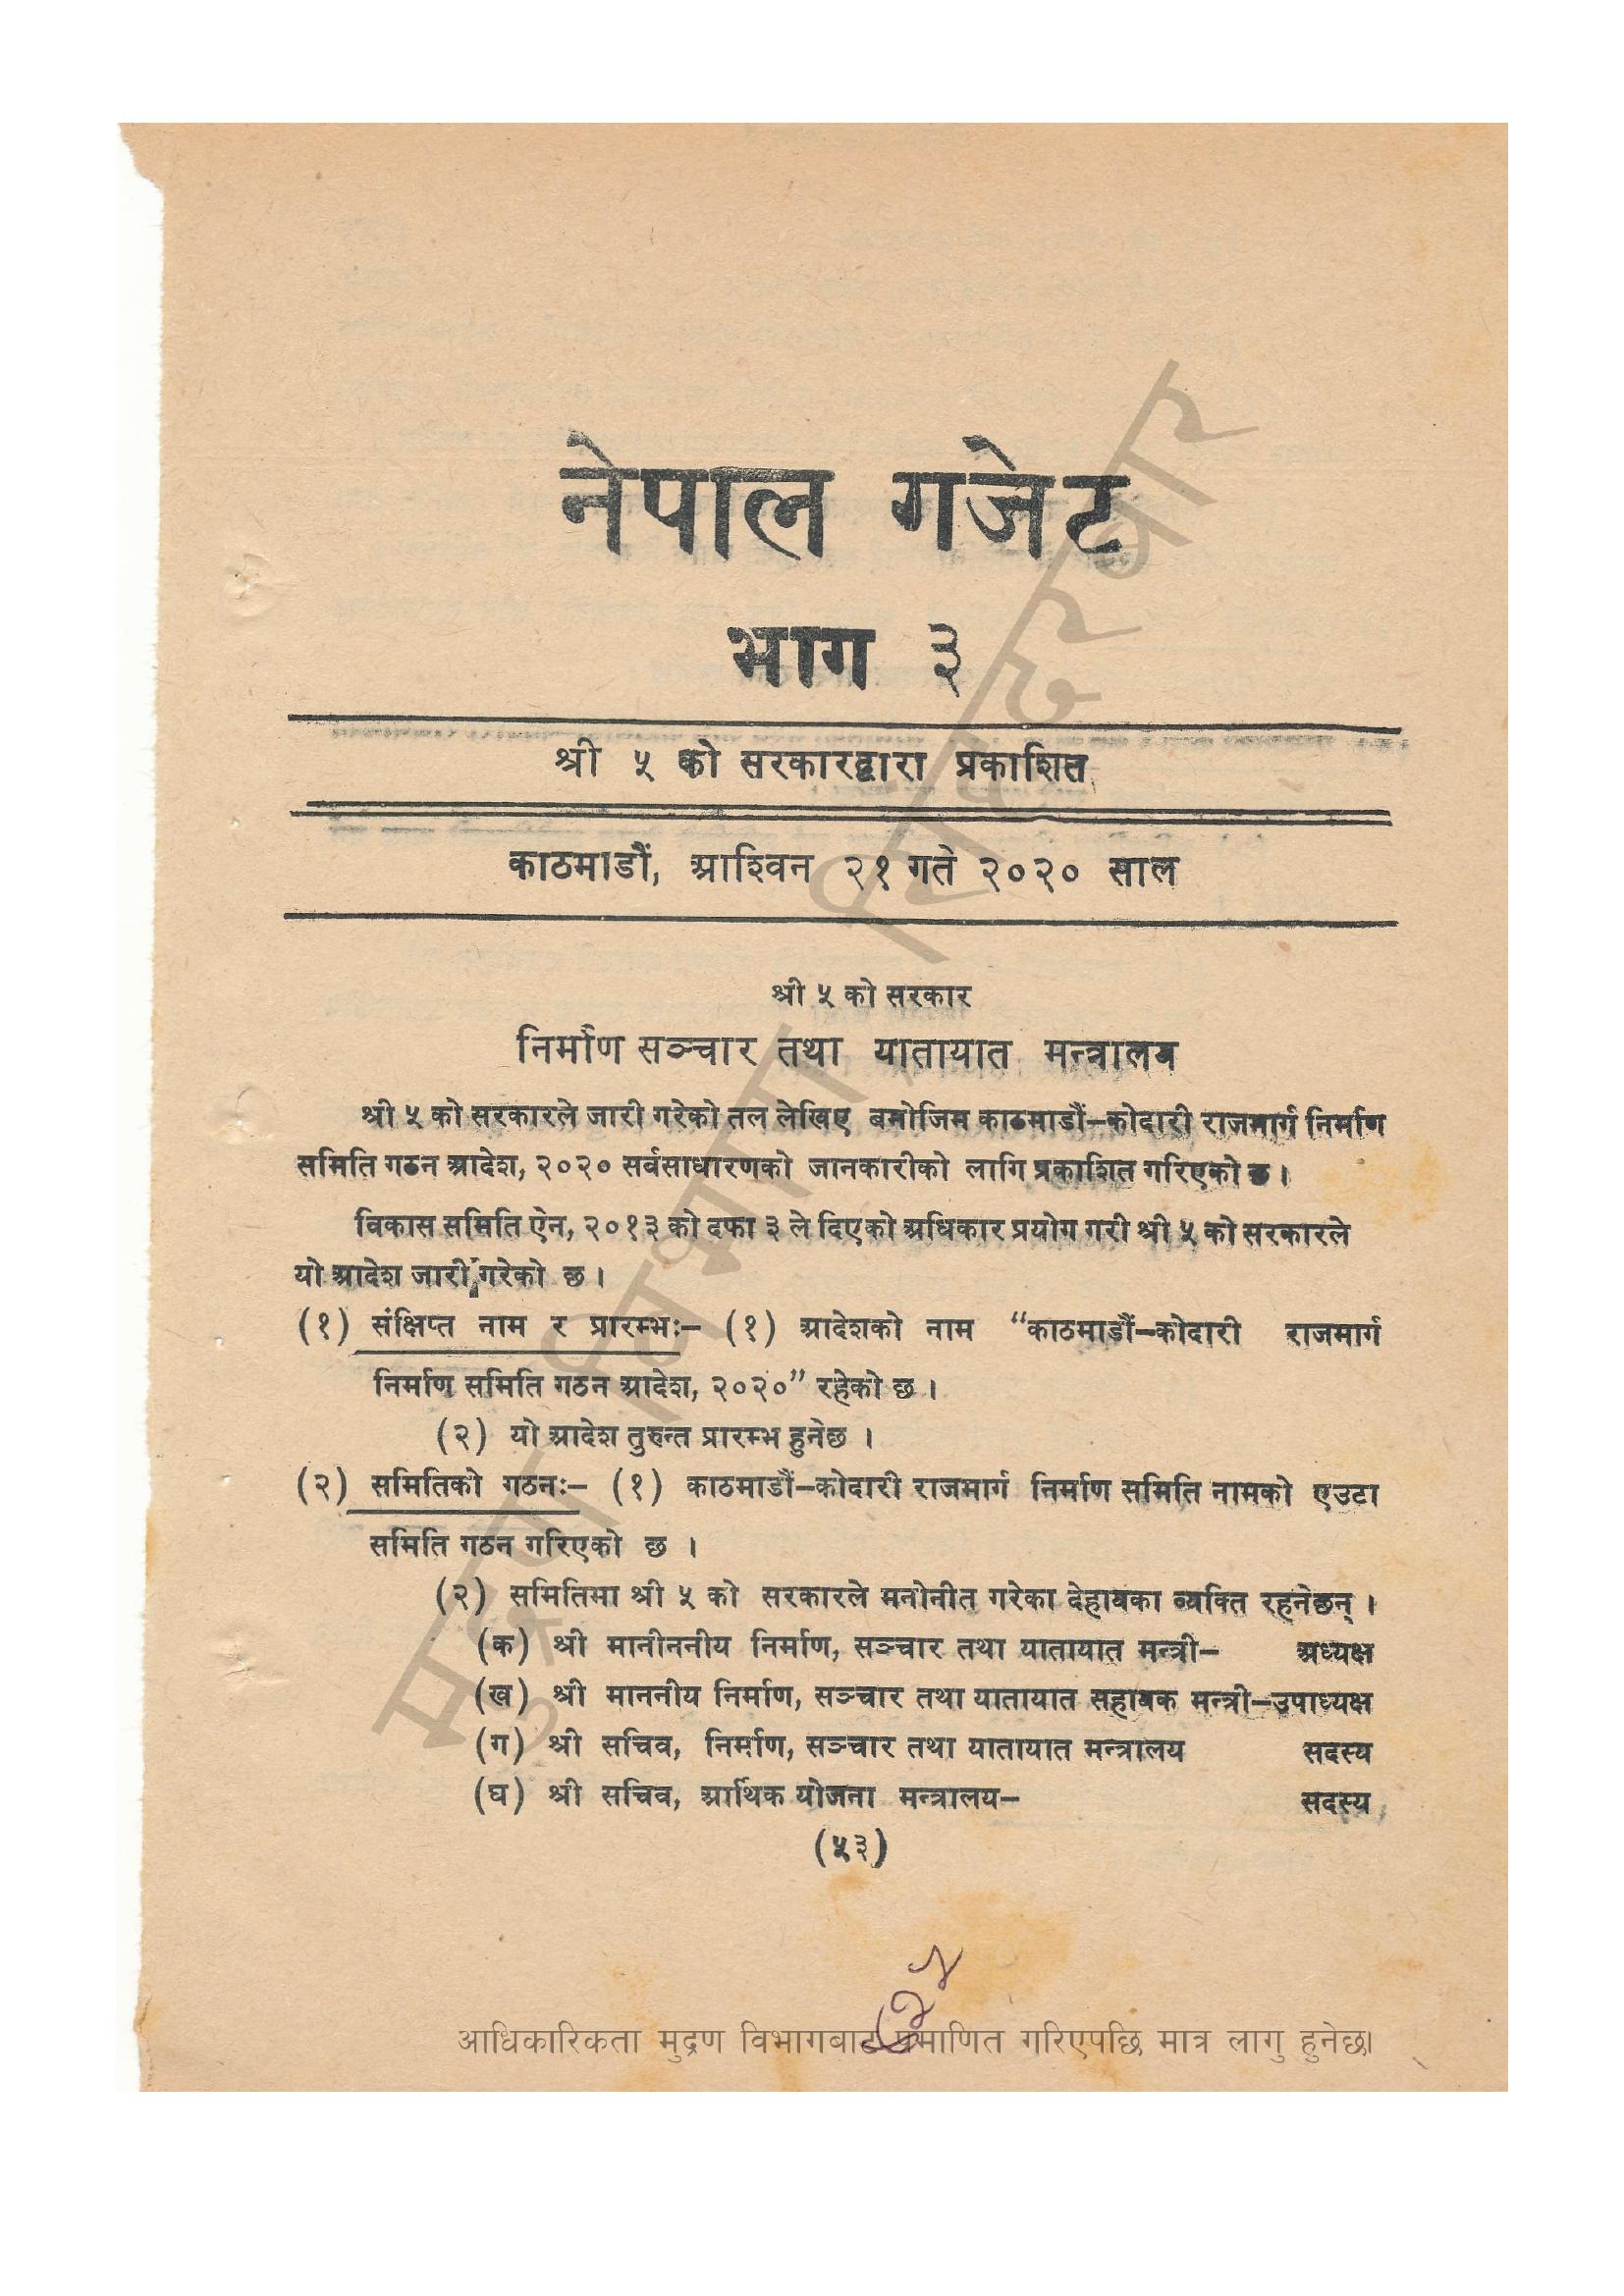 नेपाल गजेट
भाग ३
श्री ५ को सरकारद्वारा प्रकाशित
काठमाडौं, आश्विन २१ गते २०२० साल
श्री ५ को सरकार
निर्माण सञ्चार तथा यातायात मन्त्रालय
श्री ५ को सरकारले जारी गरेको तल लेखिए बमोजिम काठमाडौं–कोदारी राजमार्ग निर्माण
समिति गठन आदेश, २०२० सर्वसाधारणको जानकारीको लागि प्रकाशित गरिएको छ ।
विकास समिति ऐन, २०१३ को दफा ३ ले दिएको अधिकार प्रयोग गरी श्री ५ को सरकारले
यो आदेश जारी गरेको छ ।
(१) संक्षिप्त नाम र प्रारम्भः– (१) आदेशको नाम “काठमाडौं–कोदारी राजमार्ग
निर्माण समिति गठन आदेश, २०२०” रहेको छ ।
(२) यो आदेश तुरुन्त प्रारम्भ हुनेछ ।
(२) समितिको गठनः– (१) काठमाडौं–कोदारी राजमार्ग निर्माण समिति नामको एउटा
समिति गठन गरिएको छ ।
(२) समितिमा श्री ५ को सरकारले मनोनीत गरेका देहायका व्यक्ति रहनेछन् ।
(क) श्री मानीननीय निर्माण, सञ्चार तथा यातायात मन्त्री– अध्यक्ष
(ख) श्री माननीय निर्माण, सञ्चार तथा यातायात सहायक मन्त्री–उपाध्यक्ष
(ग) श्री सचिव, निर्माण, सञ्चार तथा यातायात मन्त्रालय सदस्य
(घ) श्री सचिव, आर्थिक योजना मन्त्रालय– सदस्य
(५३)
आधिकारिकता मुद्रण विभागबाट प्रमाणित गरिएपछि मात्र लागु हुनेछ।